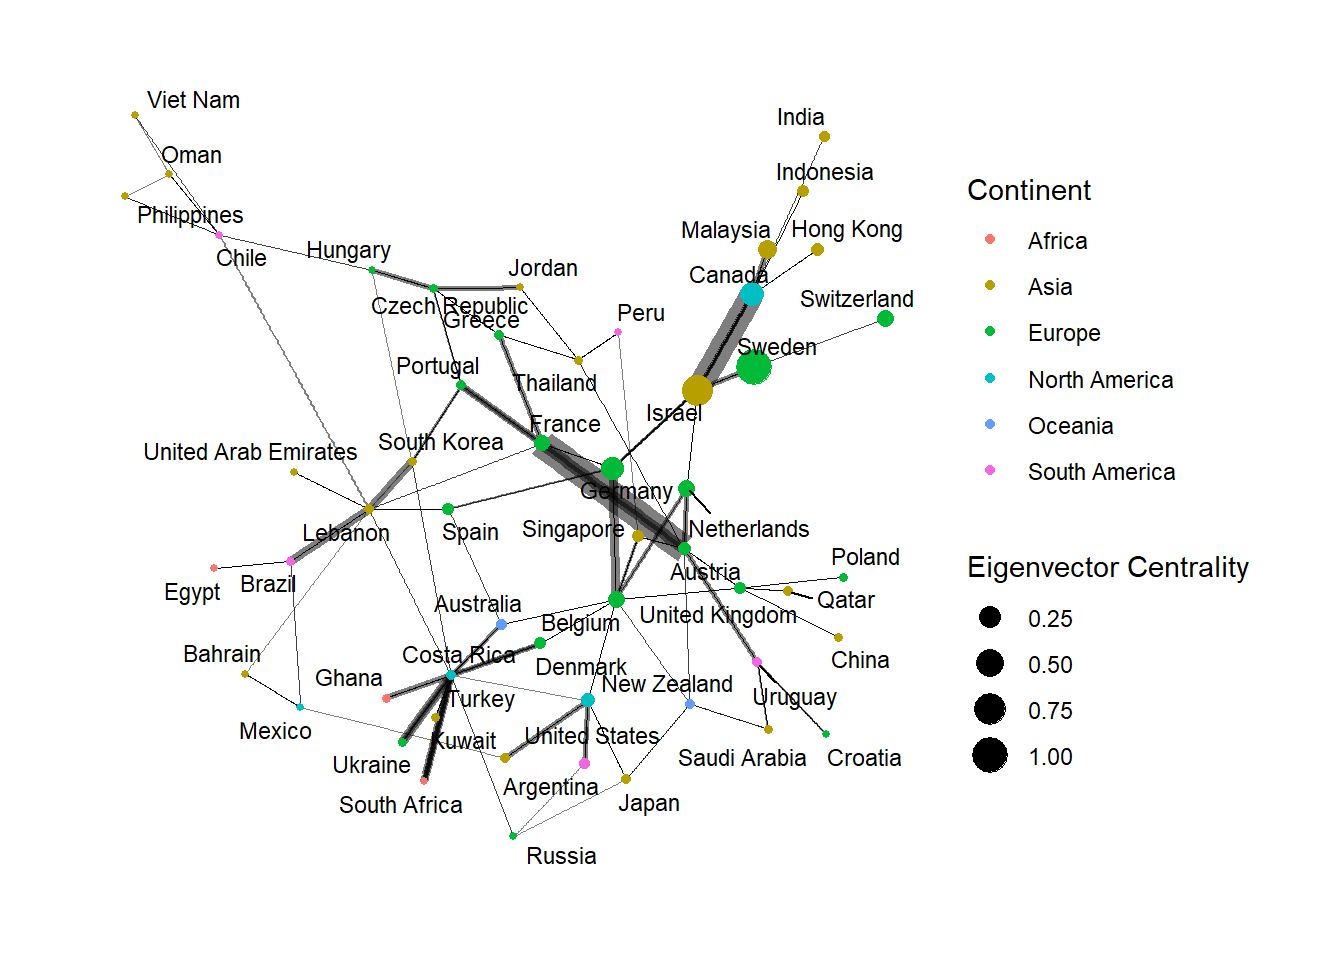 Viet Nam
India
Oman
Indonesia
Philippines
Malaysia
Hong Kong
Chile
Hungary
Jordan
Canada
Switzerland
Czech Republic
Greece
Peru
Sweden
Portugal
Thailand
Israel
France
United Arab Emirates
South Korea
Germany
Lebanon
Spain
Singapore
Netherlands
Egypt
Brazil
Austria
Poland
Australia
Belgium
United Kingdom
Qatar
Bahrain
Costa Rica
Denmark
China
Ghana
Turkey
New Zealand
Uruguay
Mexico
Kuwait
United States
Ukraine
Saudi Arabia
Croatia
South Africa
Argentina
Japan
Russia
Continent
Africa
Asia
Europe
North America
Oceania
South America
Eigenvector Centrality
0.25
0.50
0.75
1.00